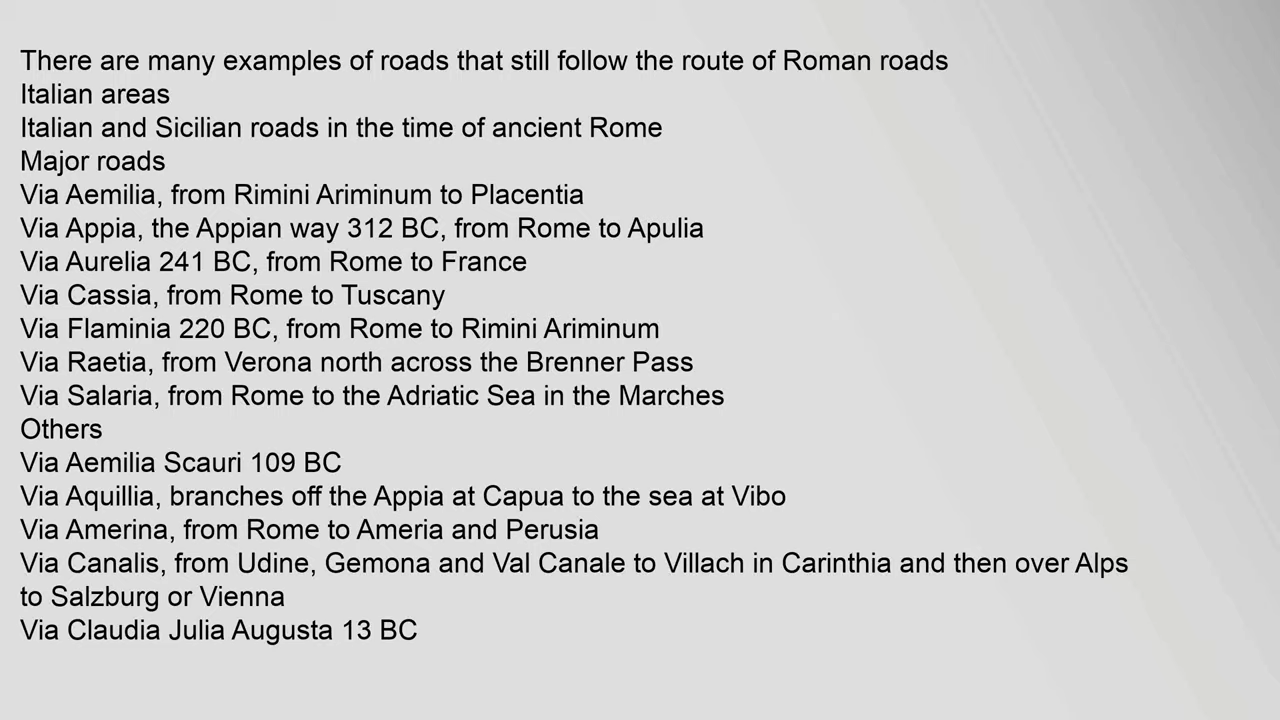 There are many examples of roads that still follow the route of Roman roads
Italian areas
Italian and Sicilian roads in the time of ancient Rome
Major roads
Via Aemilia, from Rimini Ariminum to Placentia
Via Appia, the Appian way 312 BC, from Rome to Apulia
Via Aurelia 241 BC, from Rome to France
Via Cassia, from Rome to Tuscany
Via Flaminia 220 BC, from Rome to Rimini Ariminum
Via Raetia, from Verona north across the Brenner Pass
Via Salaria, from Rome to the Adriatic Sea in the Marches
Others
Via Aemilia Scauri 109 BC
Via Aquillia, branches off the Appia at Capua to the sea at Vibo
Via Amerina, from Rome to Ameria and Perusia
Via Canalis, from Udine, Gemona and Val Canale to Villach in Carinthia and then over Alps
to Salzburg or Vienna
Via Claudia Julia Augusta 13 BC